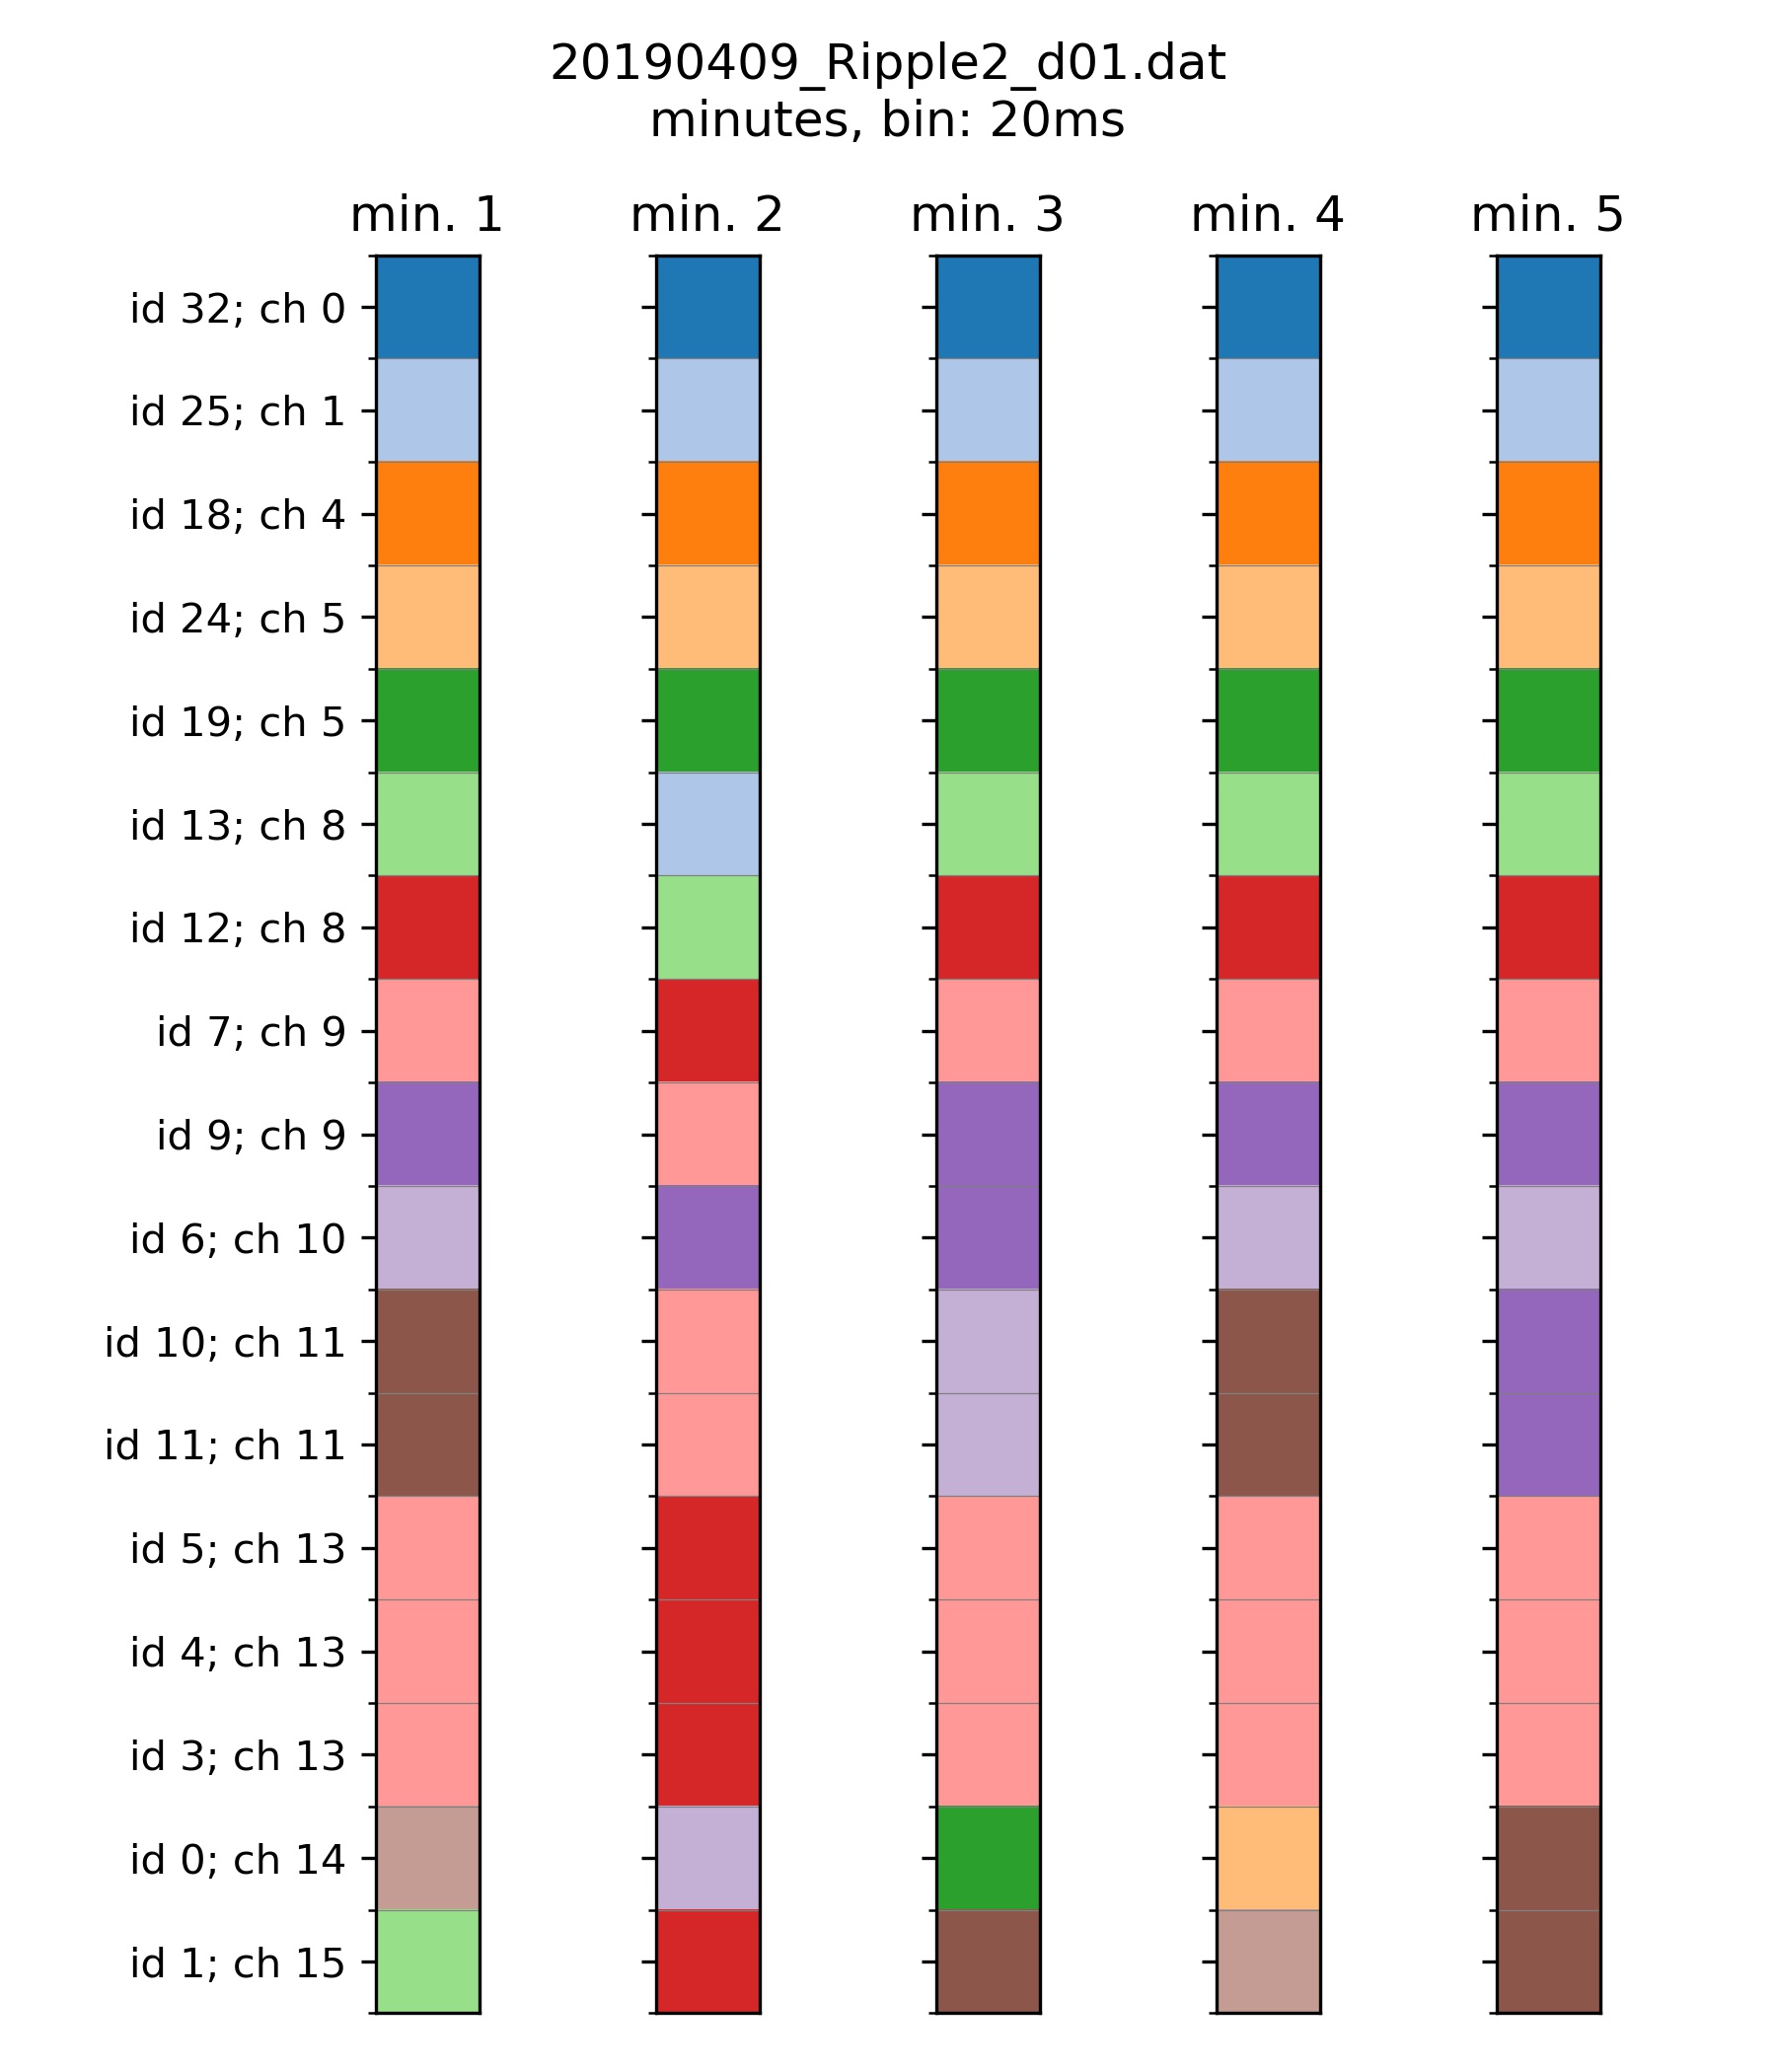 20190409_Ripple2_d01.dat
minutes, bin: 20ms
min. 1 min. 2 min. 3 min. 4 min. 5
id 32; ch 0
id 25; ch 1
id 18; ch 4
id 24; ch 5
id 19; ch 5
id 13; ch 8
id 12; ch 8
id 7; ch 9
id 9; ch 9
id 6; ch 10
id 10; ch 11
id 11; ch 11
id 5; ch 13
id 4; ch 13
id 3; ch 13
id 0; ch 14
id 1; ch 15